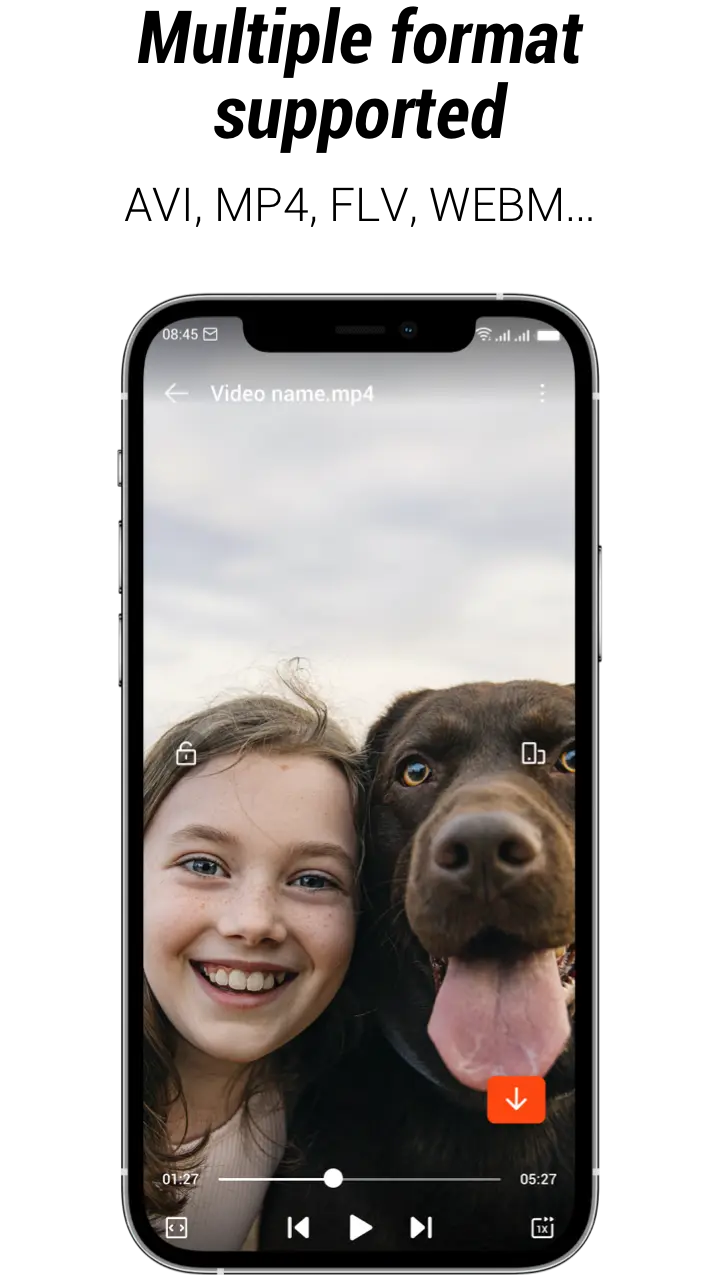 Multiple format
supported
AVI, MP4, FLV, WEBM...
08:45
Video name.mp4
01:27
05:27
1X